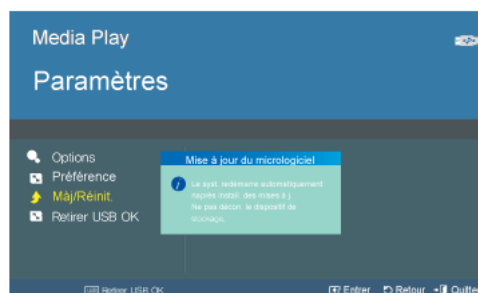 Media Play
Paramètres
Options
Préférence
Màj/Réinit.
Retirer USB OK
Mise à jour du micrologiciel
Le syst. redémarre automatiquement
naprès install. des mises à j.
Ne pas décon. le dispositif de
stockage.
Retirer USB OK
Entrer Retour Quitter